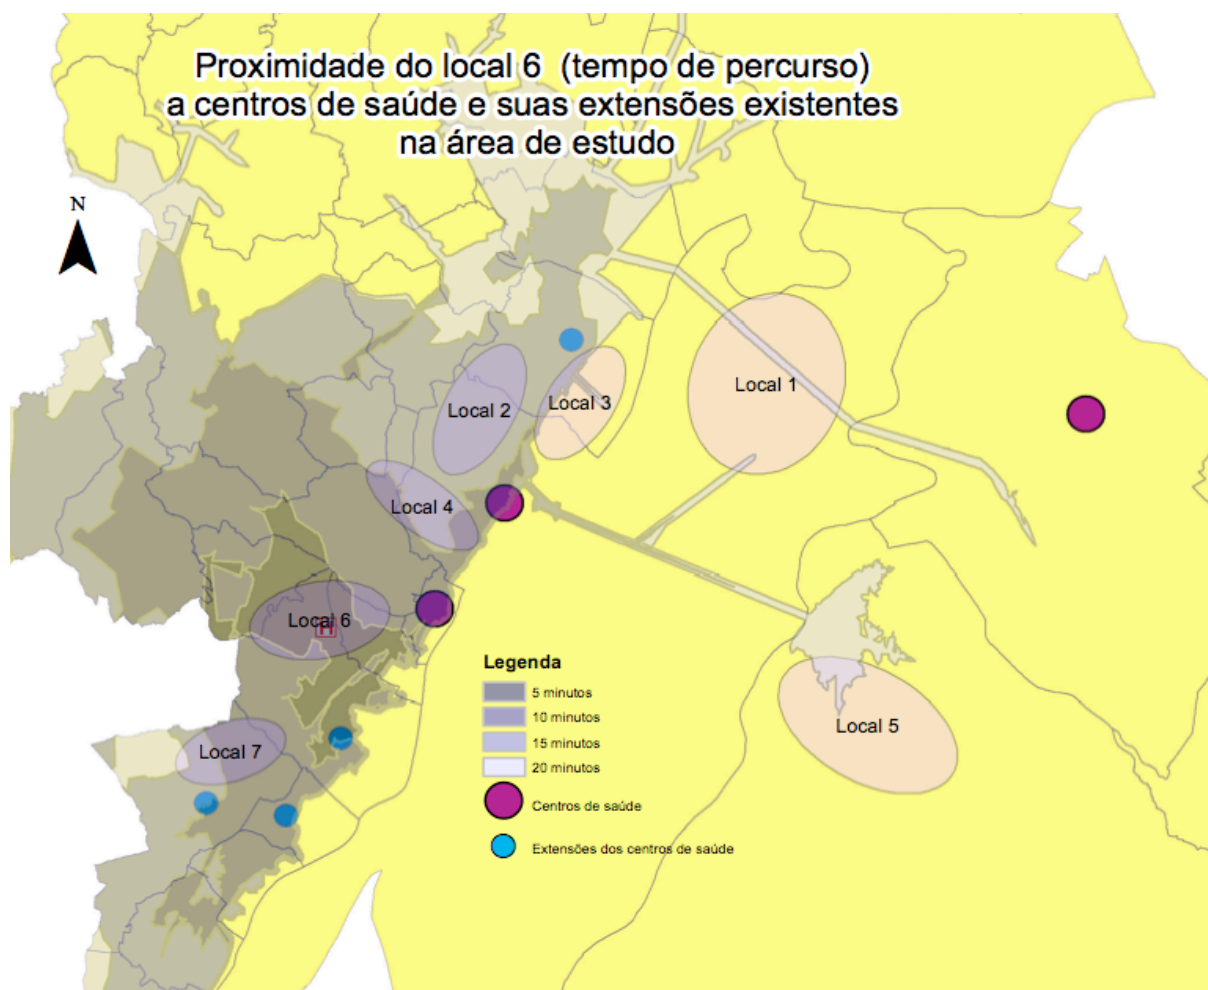 Proximidade do local 6 (tempo de percurso)
a centros de saúde e suas extensões existentes
na área de estudo
N
Local 1
Local 2
Local 3
Local 4
Local 6
H
Legenda
5 minutos
10 minutos
15 minutos
20 minutos
Centros de saúde
Extensões dos centros de saúde
Local 5
Local 7